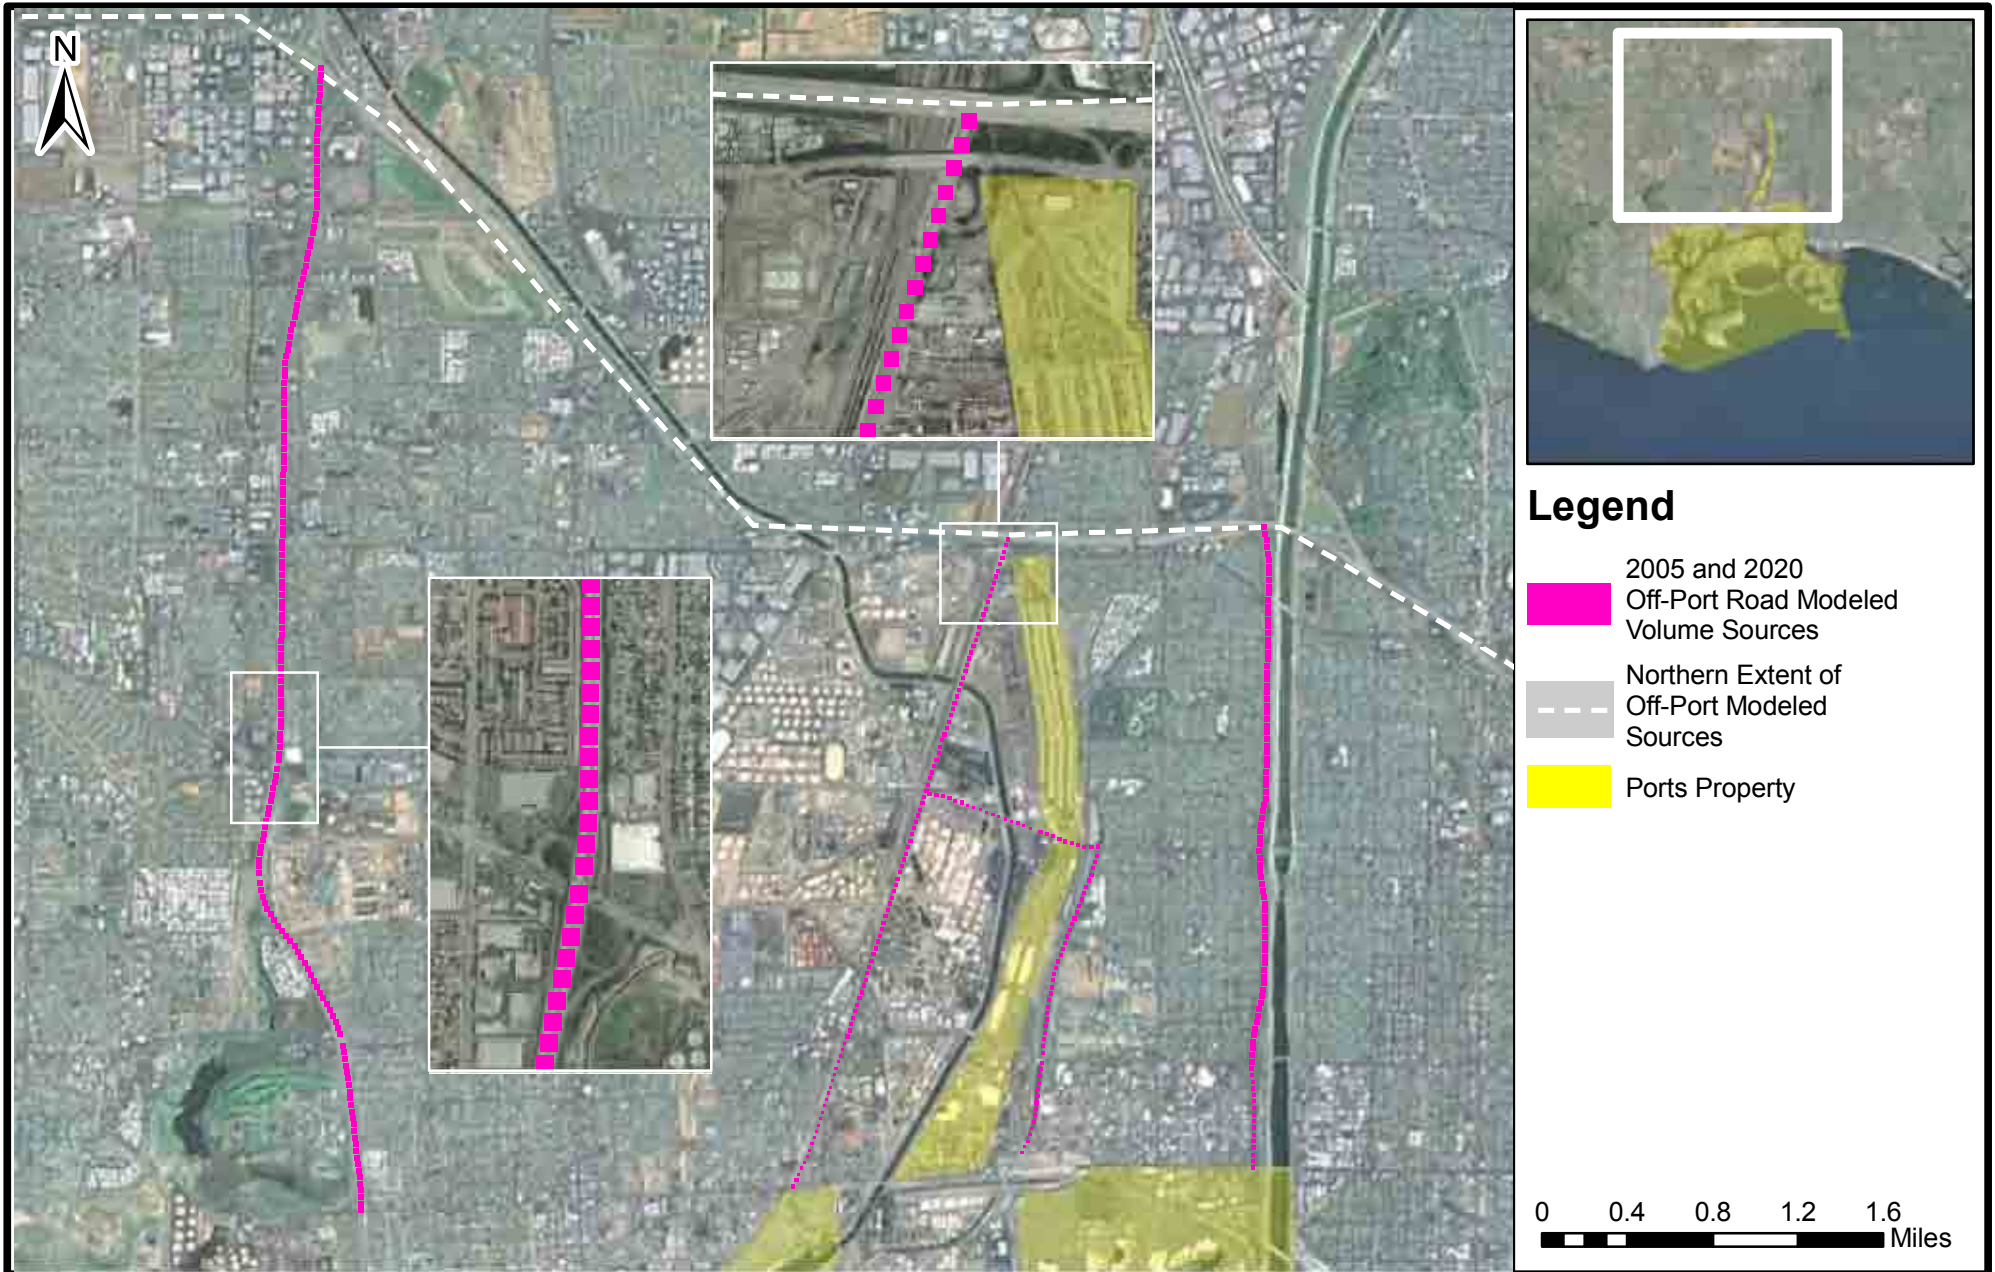 N
Legend
2005 and 2020
Off-Port Road Modeled
Volume Sources
Northern Extent of
Off-Port Modeled
Sources
Ports Property
0 0.4 0.8 1.2 1.6
Miles